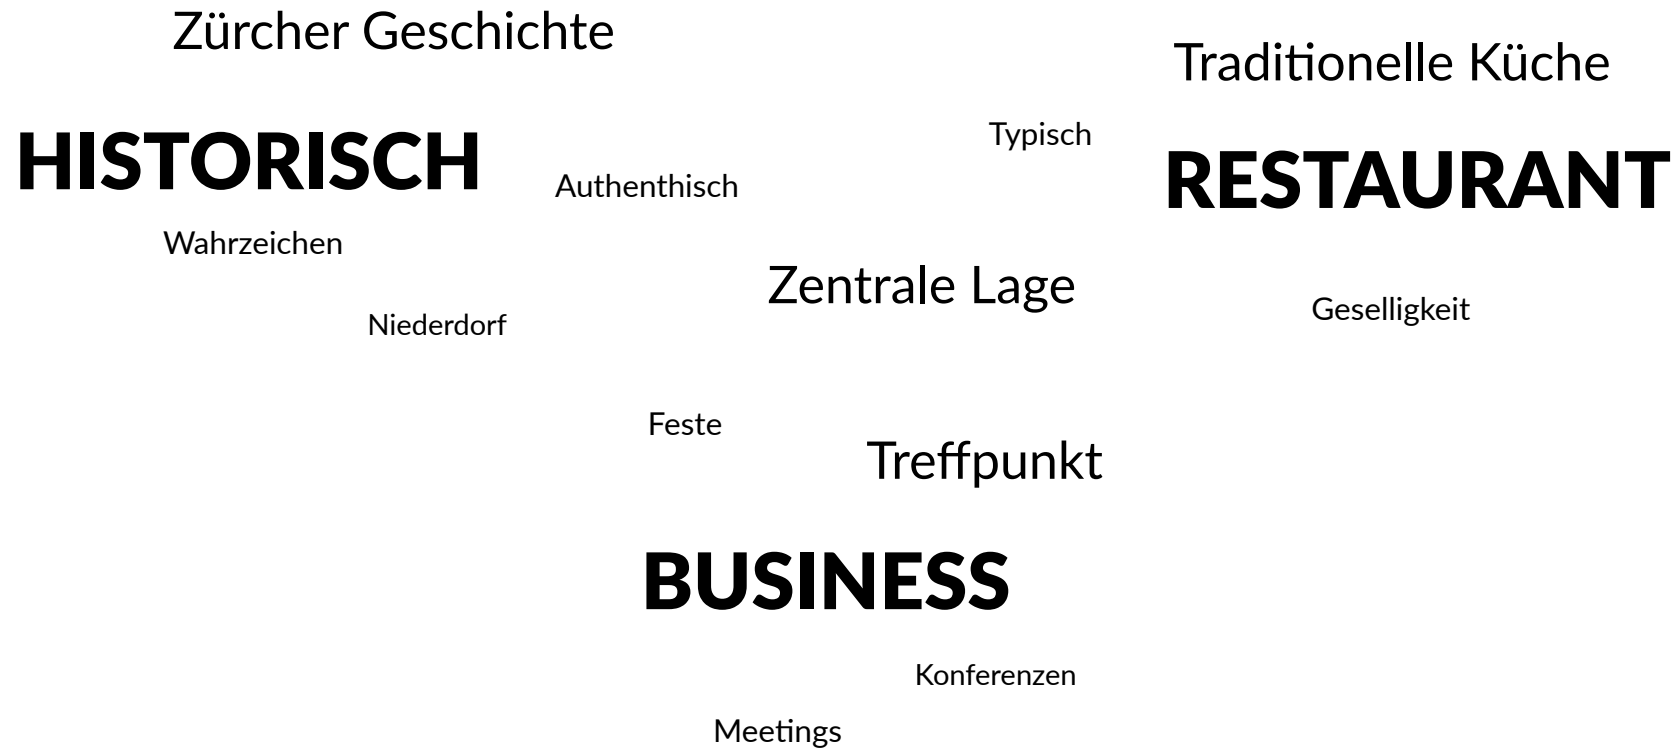 Zürcher Geschichte
Traditionelle Küche
Typisch
HISTORISCH
RESTAURANT
Authenthisch
Wahrzeichen
Zentrale Lage
Geselligkeit
Niederdorf
Feste
Treffpunkt
BUSINESS
Konferenzen
Meetings